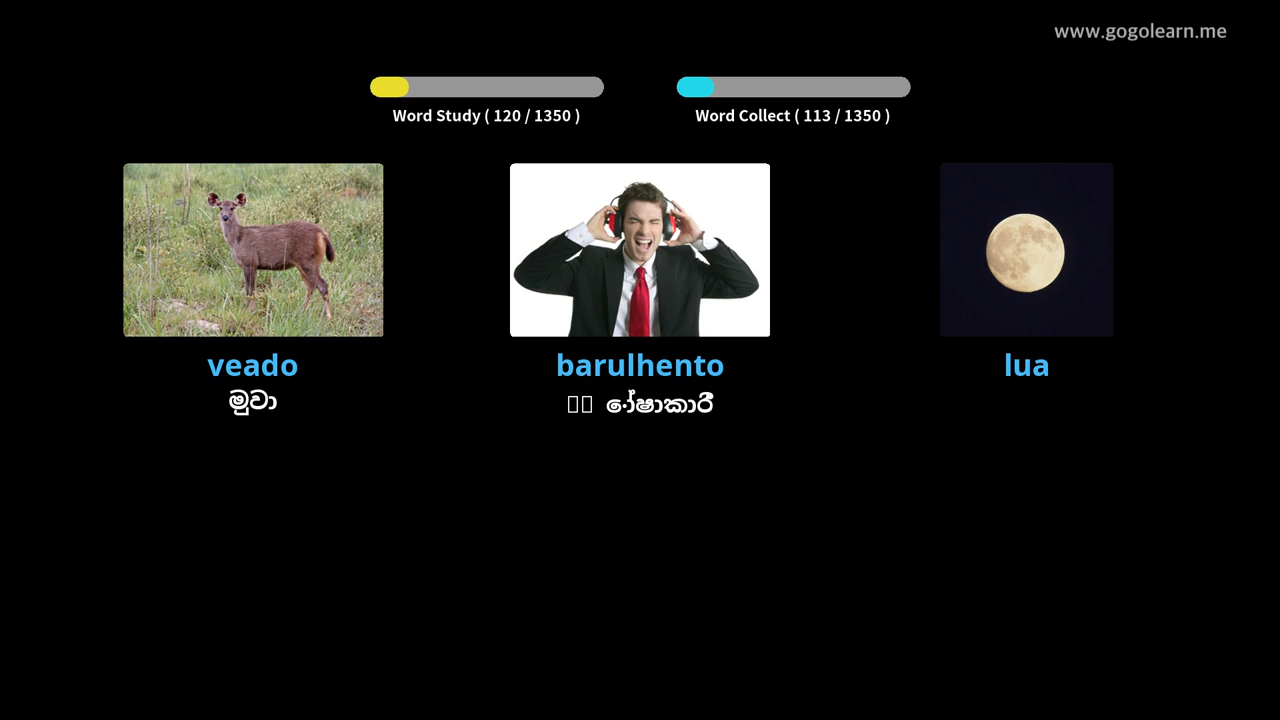 www.gogolearn.me
Word Study ( 120 / 1350 )
Word Collect ( 113 / 1350 )
veado
barulhento
lua
මුවා